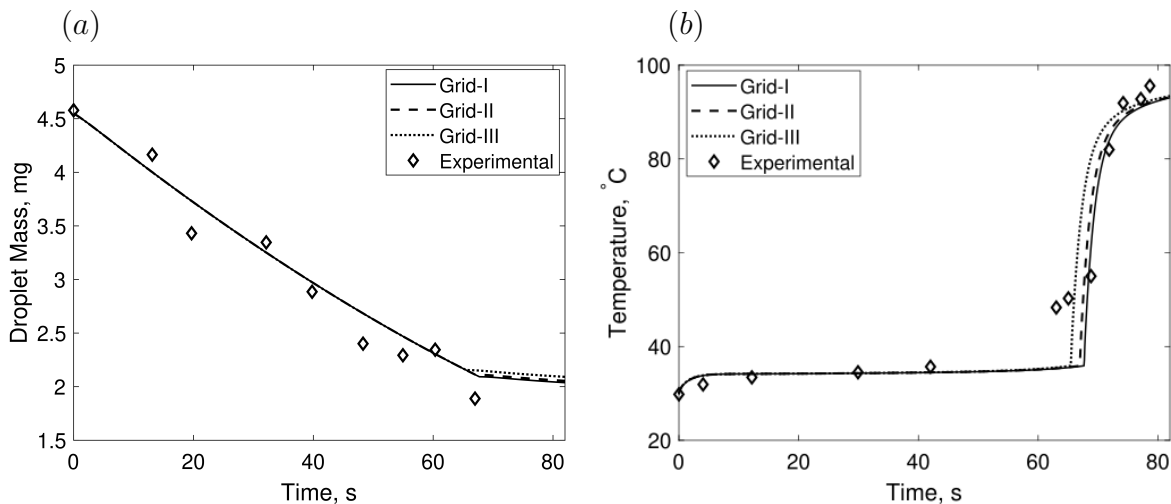 (a)
5
4.5
4
3.5
3
2.5
2
1.5
0
20
40
60
80
Droplet Mass, mg
Time, s
Grid-I
Grid-II
Grid-III
Experimental
(b)
100
80
60
40
20
0
20
40
60
80
Temperature, °C
Time, s
Grid-I
Grid-II
Grid-III
Experimental